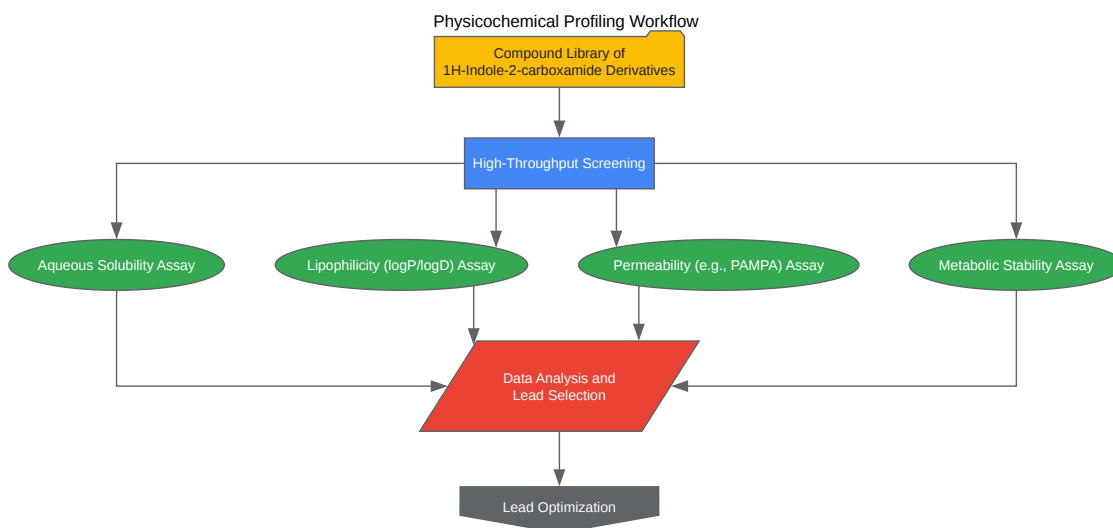 Physicochemical Profiling Workflow
Compound Library of
1H-Indole-2-carboxamide Derivatives
High-Throughput Screening
Aqueous Solubility Assay
Lipophilicity (logP/logD) Assay
Permeability (e.g., PAMPA) Assay
Metabolic Stability Assay
Data Analysis and
Lead Selection
Lead Optimization